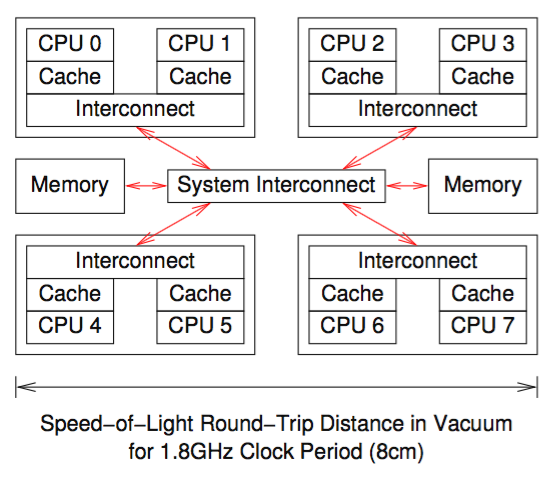 CPU 0 CPU 1 CPU 2 CPU 3
Cache Cache Cache Cache
Interconnect Interconnect
Memory System Interconnect Memory
Interconnect Interconnect
Cache Cache Cache Cache
CPU 4 CPU 5 CPU 6 CPU 7
Speed−of−Light Round−Trip Distance in Vacuum
for 1.8GHz Clock Period (8cm)